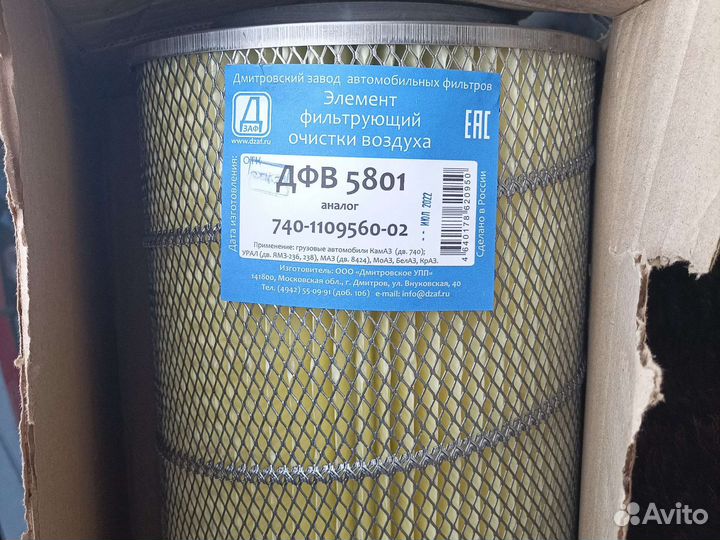 Дмитровский завод автомобильных фильтров
Элемент
фильтрующий
очистки воздуха
Д
ЗАФ
www.dzaf.ru
EAC
Дата изготовления:
ОТК
ДФВ 5801
аналог
740-1109560-02
-- ИЮЛ 2022
4640178620950
Сделано в России
Применение: грузовые автомобили КамАЗ (дв. 740);
УРАЛ (дв. ЯМЗ-236, 238), МАЗ (дв. 8424), МоАЗ, БелАЗ, КрАЗ.
Изготовитель: ООО «Дмитровское УПП»
141800, Московская обл., г. Дмитров, ул. Внуковская, 40
Тел. (4942) 55-09-91 (доб. 106) e-mail: info@dzaf.ru
Avito